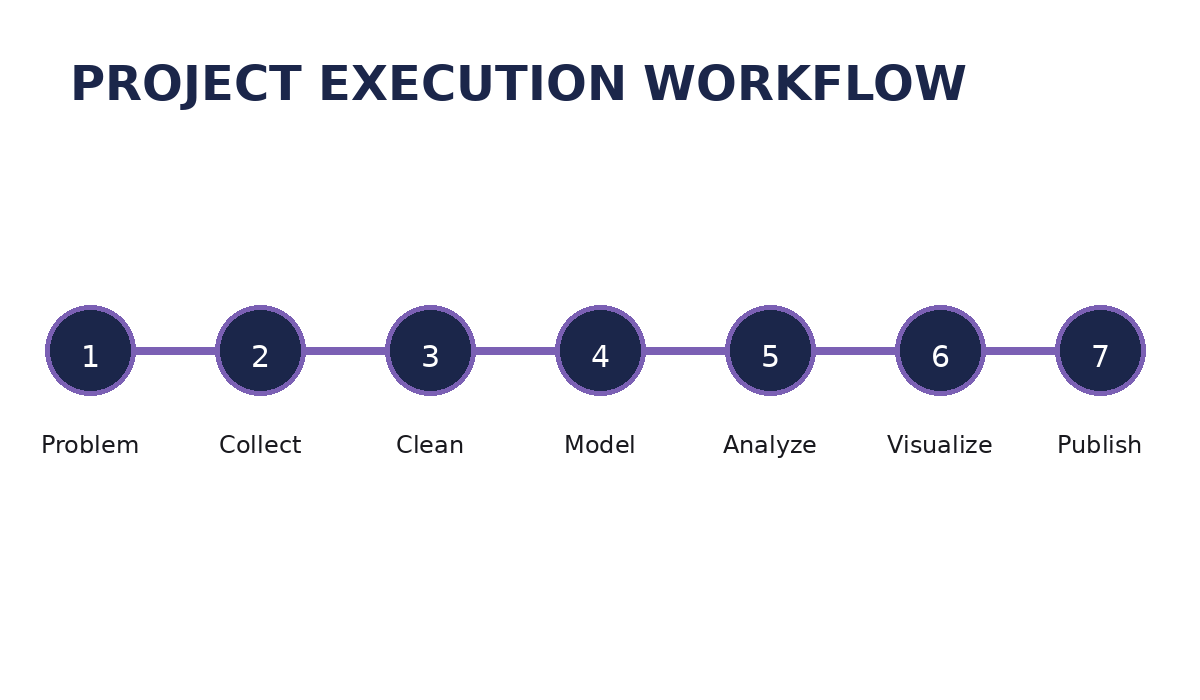 PROJECT EXECUTION WORKFLOW
1 2 3 4 5 6 7
Problem Collect Clean Model Analyze Visualize Publish